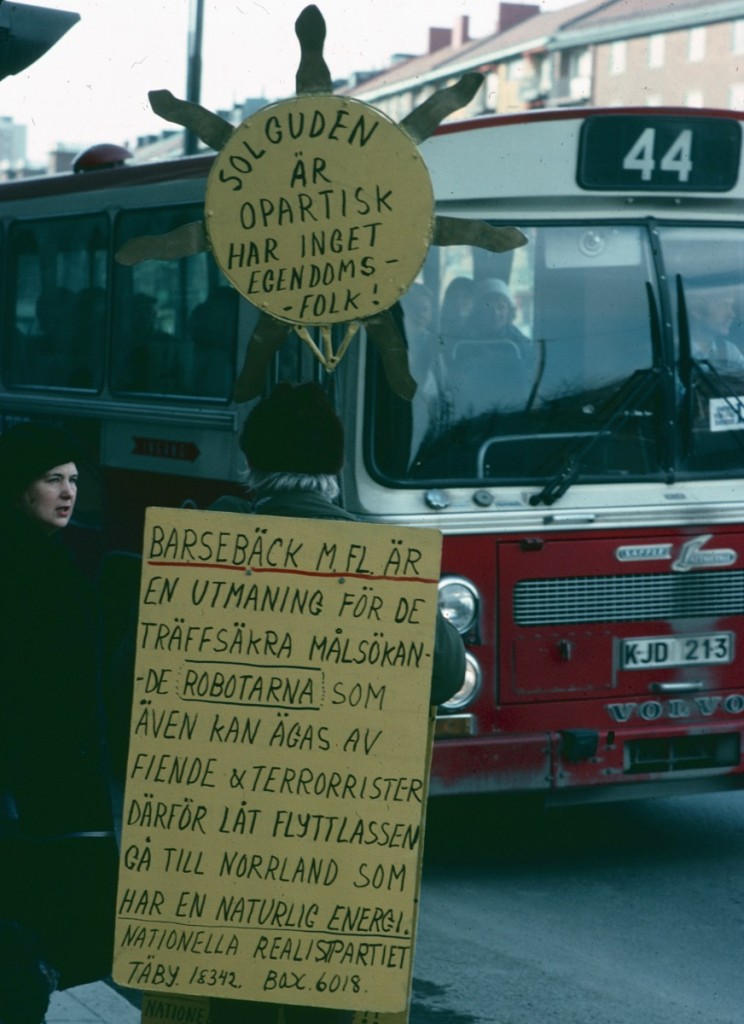 SOLGUDEN
ÄR
OPARTISK
HAR INGET
EGENDOMS-
-FOLK!
44
BARSEBÄCK M.FL. ÄR
EN UTMANING FÖR DE
TRÄFFSÄKRA MÅLSÖKAN-
-DE ROBOTARNA SOM
ÄVEN KAN ÄGAS AV
FIENDE & TERRORRISTER
DÄRFÖR LÅT FLYTTLASSEN
GÅ TILL NORRLAND SOM
HAR EN NATURLIG ENERGI.
NATIONELLA REALISTPARTIET
TÄBY. 18342. BOX. 6018.
NATIONE
KJD 213
VOLVO